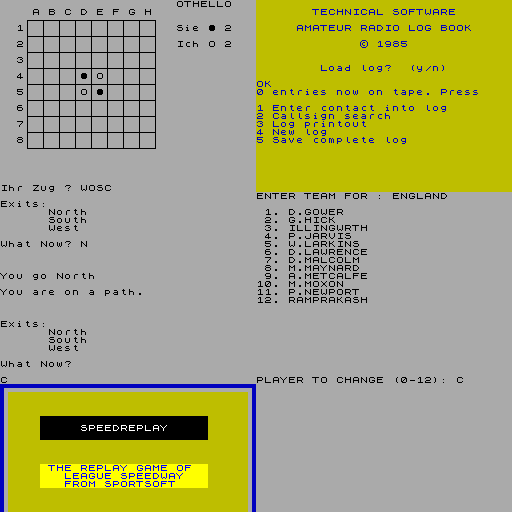 OTHELLO
A B C D E F G H
1
Sie ● 2
2
Ich ○ 2
3
4
5
6
7
8
Ihr Zug ? WOSC
TECHNICAL SOFTWARE
AMATEUR RADIO LOG BOOK
© 1985
Load log? (y/n)
OK
0 entries now on tape. Press
1 Enter contact into log
2 Callsign search
3 Log printout
4 New log
5 Save complete log
Exits:
North
South
West
What Now? N
You go North
You are on a path.
Exits:
North
South
West
What Now?
C
ENTER TEAM FOR : ENGLAND
1. D.GOWER
2. G.HICK
3. ILLINGWRTH
4. P.JARVIS
5. W.LARKINS
6. D.LAWRENCE
7. D.MALCOLM
8. M.MAYNARD
9. A.METCALFE
10. M.MOXON
11. P.NEWPORT
12. RAMPRAKASH
PLAYER TO CHANGE (0-12): C
SPEEDREPLAY
THE REPLAY GAME OF
LEAGUE SPEEDWAY
FROM SPORTSOFT